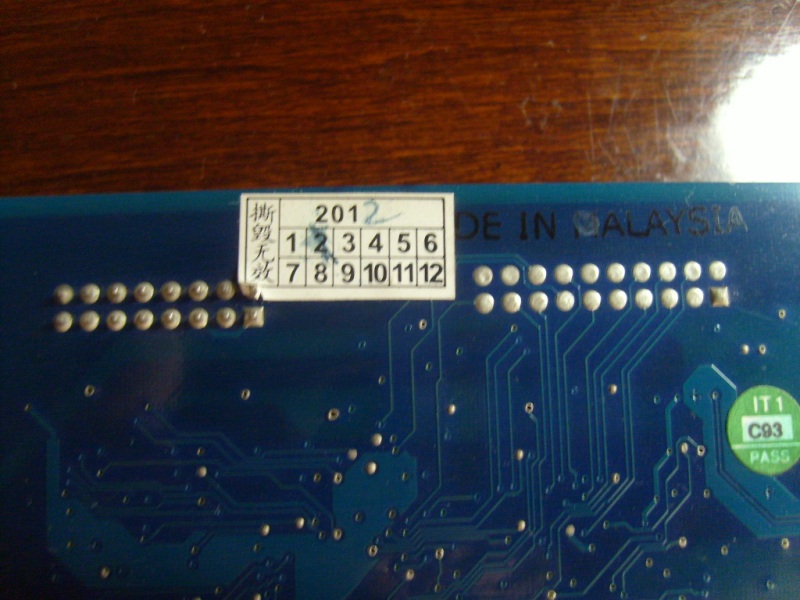 撕毁无效
2012
1 2 3 4 5 6
7 8 9 10 11 12
DE IN MALAYSIA
IT1
C93
PASS